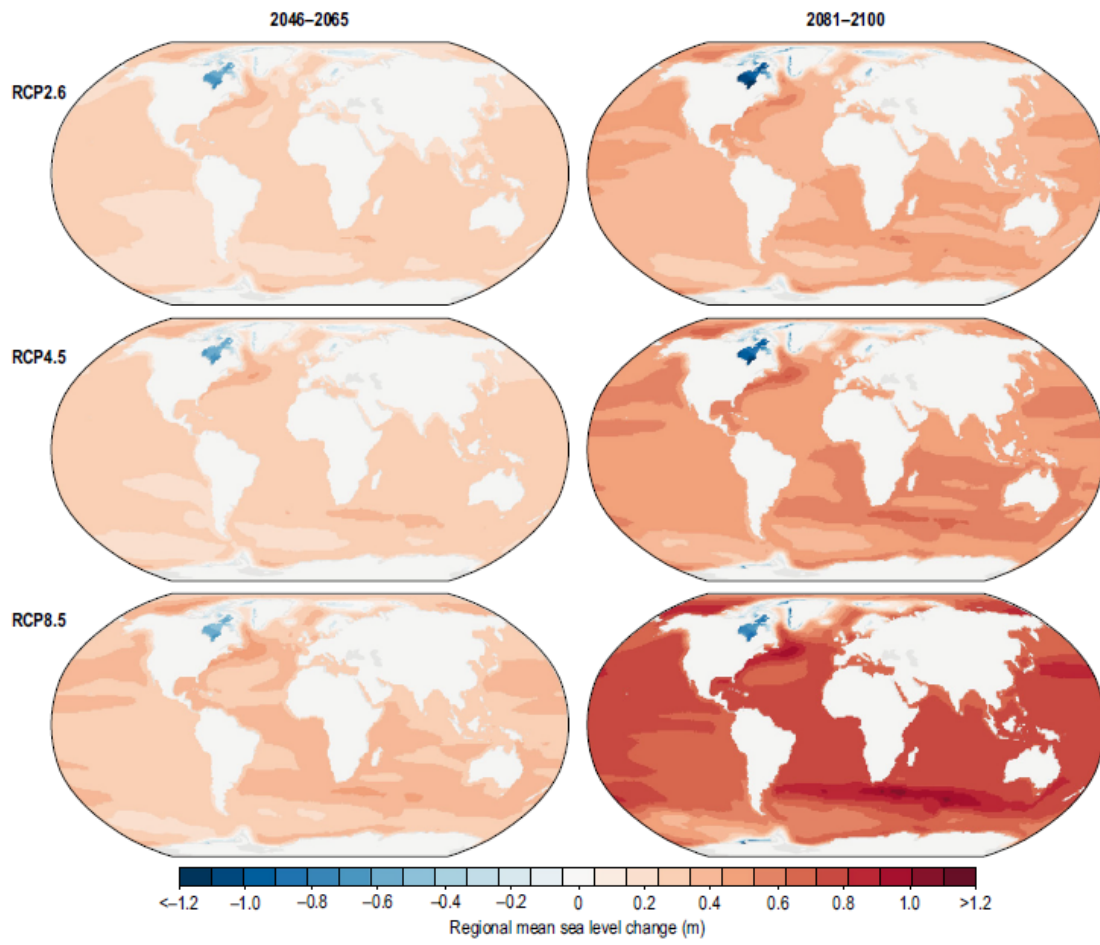 2046–2065 2081–2100
RCP2.6
RCP4.5
RCP8.5
<–1.2 –1.0 –0.8 –0.6 –0.4 –0.2 0 0.2 0.4 0.6 0.8 1.0 >1.2
Regional mean sea level change (m)